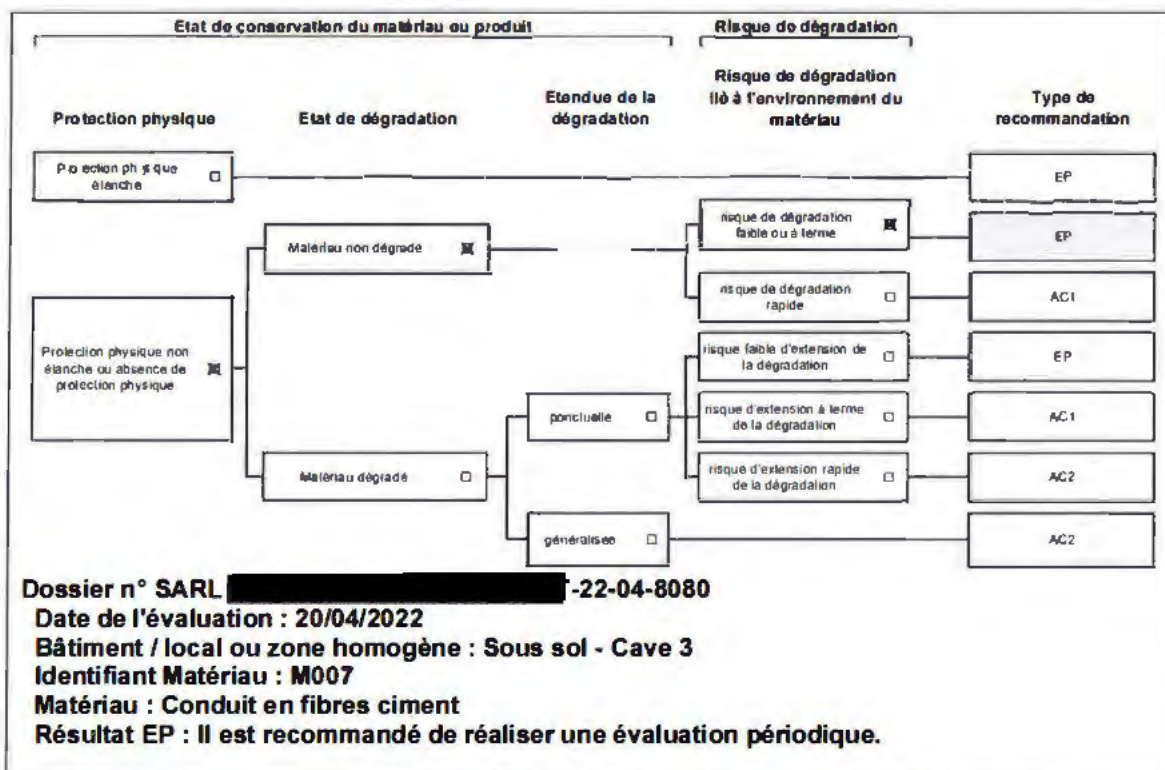 Etat de conservation du matériau ou produit
Risque de dégradation
Protection physique
Etat de dégradation
Etendue de la
dégradation
Risque de dégradation
lié à l'environnement du
matériau
Type de
recommandation
Protection physique
étanche
EP
Matériau non dégradé
risque de dégradation
faible ou à terme
EP
risque de dégradation
rapide
AC1
Protection physique non
étanche ou absence de
protection physique
risque faible d'extension de
la dégradation
EP
ponctuelle
risque d'extension à terme
de la dégradation
AC1
Matériau dégradé
risque d'extension rapide
de la dégradation
AC2
généralisée
AC2
Dossier n° SARL
-22-04-8080
Date de l'évaluation : 20/04/2022
Bâtiment / local ou zone homogène : Sous sol - Cave 3
Identifiant Matériau : M007
Matériau : Conduit en fibres ciment
Résultat EP : Il est recommandé de réaliser une évaluation périodique.